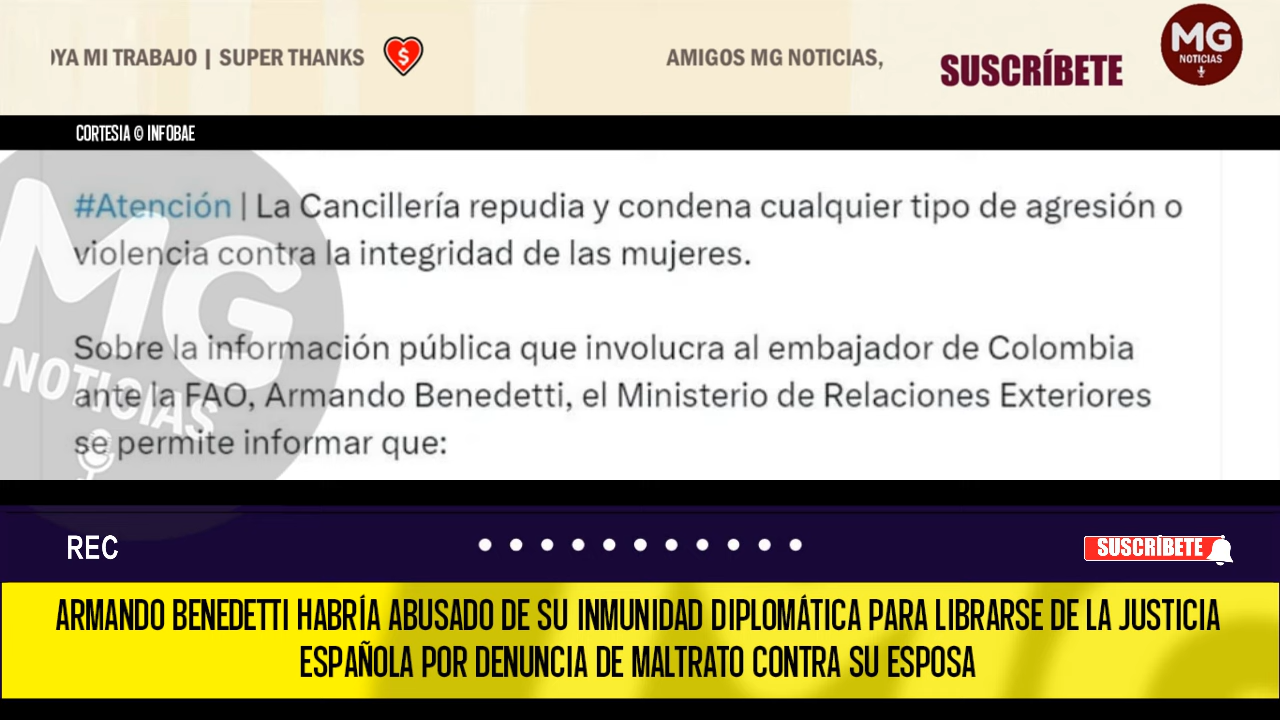 OYA MI TRABAJO | SUPER THANKS
$
AMIGOS MG NOTICIAS,
SUSCRÍBETE
MG
NOTICIAS
CORTESIA © INFOBAE
#Atención | La Cancillería repudia y condena cualquier tipo de agresión o
violencia contra la integridad de las mujeres.
Sobre la información pública que involucra al embajador de Colombia
ante la FAO, Armando Benedetti, el Ministerio de Relaciones Exteriores
se permite informar que:
MG
NOTICIAS
REC
SUSCRÍBETE
ARMANDO BENEDETTI HABRÍA ABUSADO DE SU INMUNIDAD DIPLOMÁTICA PARA LIBRARSE DE LA JUSTICIA
ESPAÑOLA POR DENUNCIA DE MALTRATO CONTRA SU ESPOSA